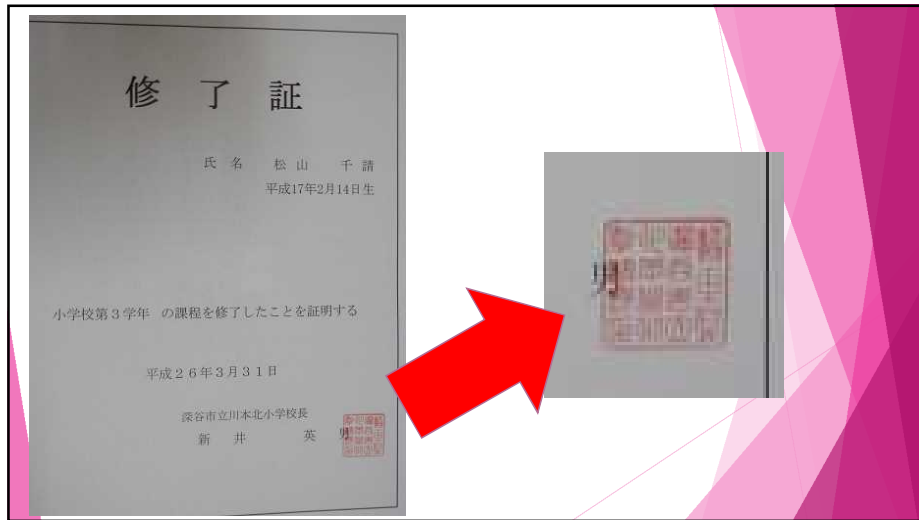 修了証
氏名 松山 千請
平成17年2月14日生
小学校第3学年 の課程を修了したことを証明する
平成26年3月31日
深谷市立川本北小学校長
新井 英男
男